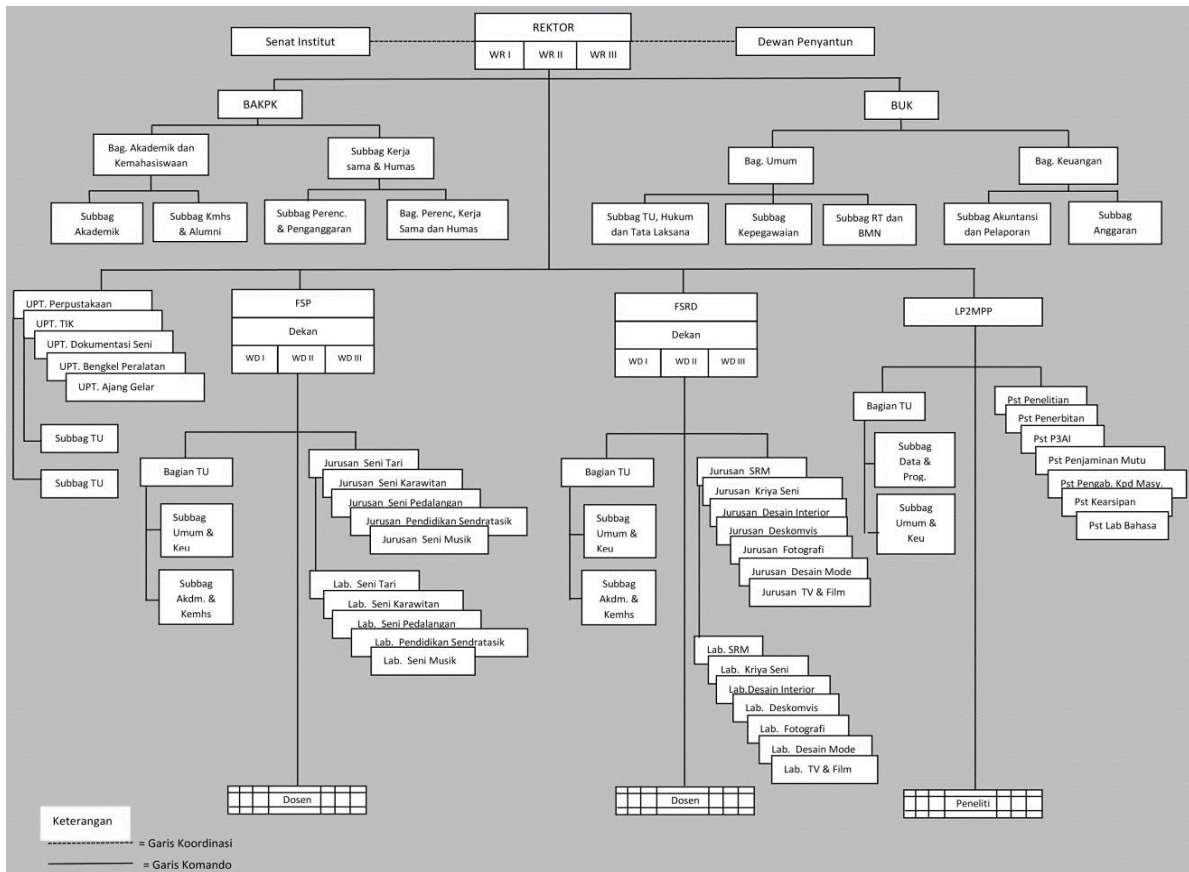 REKTOR
Senat Institut
Dewan Penyantun
WR I
WR II
WR III
BAKPK
BUK
Bag. Akademik dan
Kemahasiswaan
Subbag Kerja
sama & Humas
Bag. Umum
Bag. Keuangan
Subbag
Akademik
Subbag Kmhs
& Alumni
Subbag Perenc.
& Penganggaran
Bag. Perenc, Kerja
Sama dan Humas
Subbag TU, Hukum
dan Tata Laksana
Subbag
Kepegawaian
Subbag RT dan
BMN
Subbag Akuntansi
dan Pelaporan
Subbag
Anggaran
UPT. Perpustakaan
UPT. TIK
UPT. Dokumentasi Seni
UPT. Bengkel Peralatan
UPT. Ajang Gelar
Subbag TU
Subbag TU
FSP
Dekan
WD I
WD II
WD III
Bagian TU
Subbag
Umum &
Keu
Subbag
Akdm. &
Kemhs
Jurusan Seni Tari
Jurusan Seni Karawitan
Jurusan Seni Pedalangan
Jurusan Pendidikan Sendratasik
Jurusan Seni Musik
Lab. Seni Tari
Lab. Seni Karawitan
Lab. Seni Pedalangan
Lab. Pendidikan Sendratasik
Lab. Seni Musik
Dosen
FSRD
Dekan
WD I
WD II
WD III
Bagian TU
Subbag
Umum &
Keu
Subbag
Akdm. &
Kemhs
Jurusan SRM
Jurusan Kriya Seni
Jurusan Desain Interior
Jurusan Deskomvis
Jurusan Fotografi
Jurusan Desain Mode
Jurusan TV & Film
Lab. SRM
Lab. Kriya Seni
Lab.Desain Interior
Lab. Deskomvis
Lab. Fotografi
Lab. Desain Mode
Lab. TV & Film
Dosen
LP2MPP
Bagian TU
Subbag
Data &
Prog.
Subbag
Umum &
Keu
Pst Penelitian
Pst Penerbitan
Pst P3AI
Pst Penjaminan Mutu
Pst Pengab. Kpd Masy.
Pst Kearsipan
Pst Lab Bahasa
Peneliti
Keterangan
= Garis Koordinasi
= Garis Komando